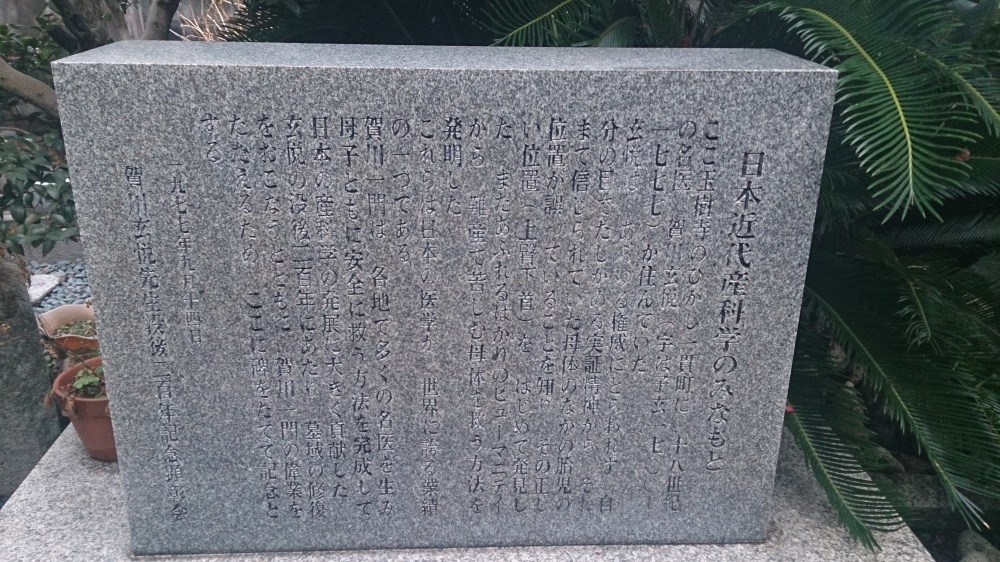 日本近代産科学のみなもと
ここ玉樹寺のひがし一貫町に 十八世紀
の名医 賀川玄悦(字は子玄 一七〇〇―
一七七七)が住んでいた
玄悦は あらゆる権威にとらわれず 自
分の目でたしかめる実証精神から それ
まで信じられていた母体のなかの胎児の
位置が誤っていることを知り その正し
い位置(上臀下首)を はじめて発見し
た またあふれるばかりのヒューマニティ
から 難産で苦しむ母体を救う方法を
発明した
これらは日本の医学が 世界に誇る業績
の一つである
賀川一門は 各地で多くの名医を生み
母子ともに安全に救う方法を完成して
日本の産科学の発展に大きく貢献した
玄悦の没後二百年にあたり 墓域の修復
をおこなうとともに 賀川一門の偉業を
たたえるため ここに碑をたてて記念と
する
一九七七年九月十四日
賀川玄悦先生没後二百年記念顕彰会